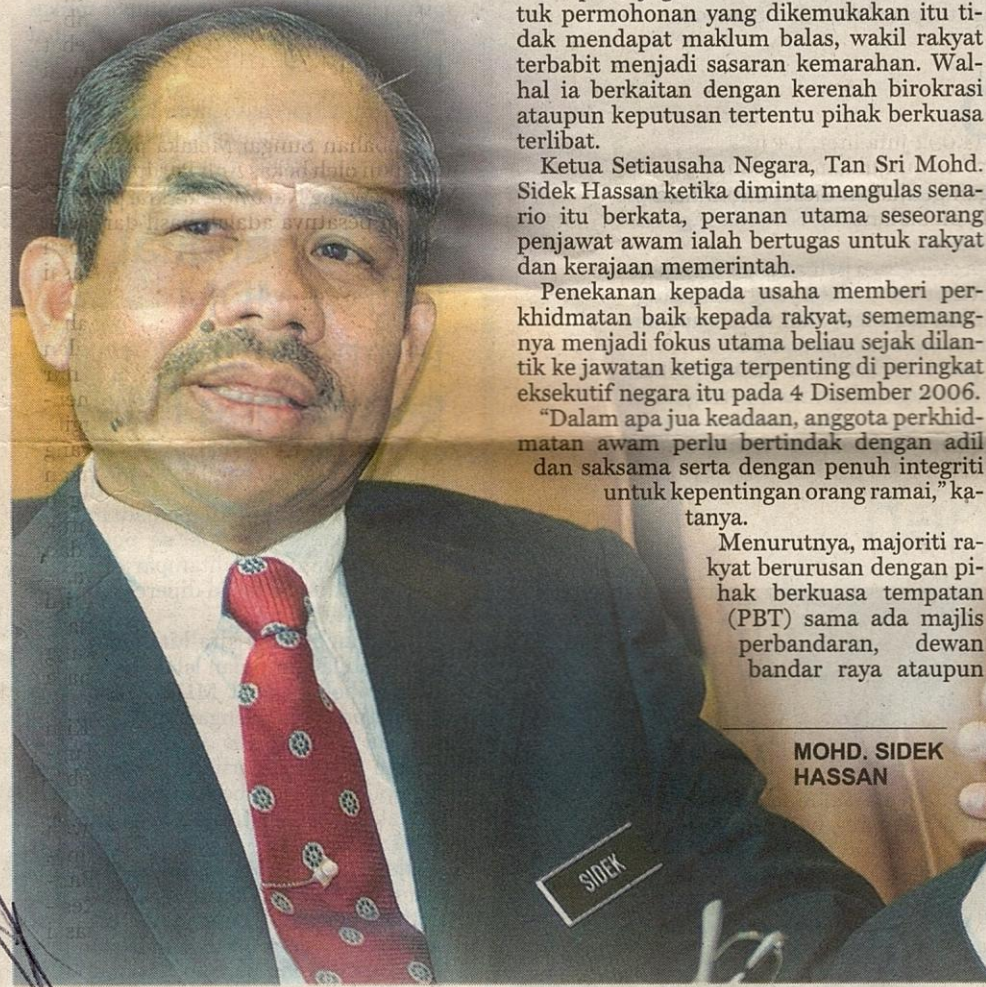 tuk permohonan yang dikemukakan itu ti-
dak mendapat maklum balas, wakil rakyat
terbabit menjadi sasaran kemarahan. Wal-
hal ia berkaitan dengan kerenah birokrasi
ataupun keputusan tertentu pihak berkuasa
terlibat.
Ketua Setiausaha Negara, Tan Sri Mohd.
Sidek Hassan ketika diminta mengulas sena-
rio itu berkata, peranan utama seseorang
penjawat awam ialah bertugas untuk rakyat
dan kerajaan memerintah.
Penekanan kepada usaha memberi per-
khidmatan baik kepada rakyat, sememang-
nya menjadi fokus utama beliau sejak dilan-
tik ke jawatan ketiga terpenting di peringkat
eksekutif negara itu pada 4 Disember 2006.
“Dalam apa jua keadaan, anggota perkhid-
matan awam perlu bertindak dengan adil
dan saksama serta dengan penuh integriti
untuk kepentingan orang ramai,” ka-
tanya.
Menurutnya, majoriti ra-
kyat berurusan dengan pi-
hak berkuasa tempatan
(PBT) sama ada majlis
perbandaran, dewan
bandar raya ataupun
MOHD. SIDEK
HASSAN
SIDEK